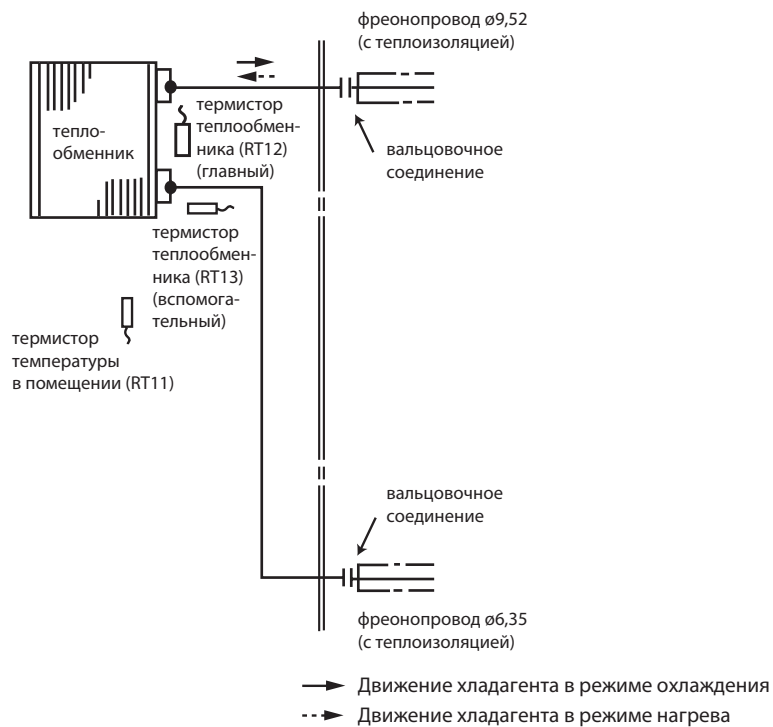 фреонопровод ø9,52
(с теплоизоляцией)
тепло-
обменник
термистор
теплообмен-
ника (RT12)
(главный)
вальцовочное
соединение
термистор
теплообмен-
ника (RT13)
(вспомога-
тельный)
термистор
температуры
в помещении (RT11)
вальцовочное
соединение
фреонопровод ø6,35
(с теплоизоляцией)
Движение хладагента в режиме охлаждения
Движение хладагента в режиме нагрева